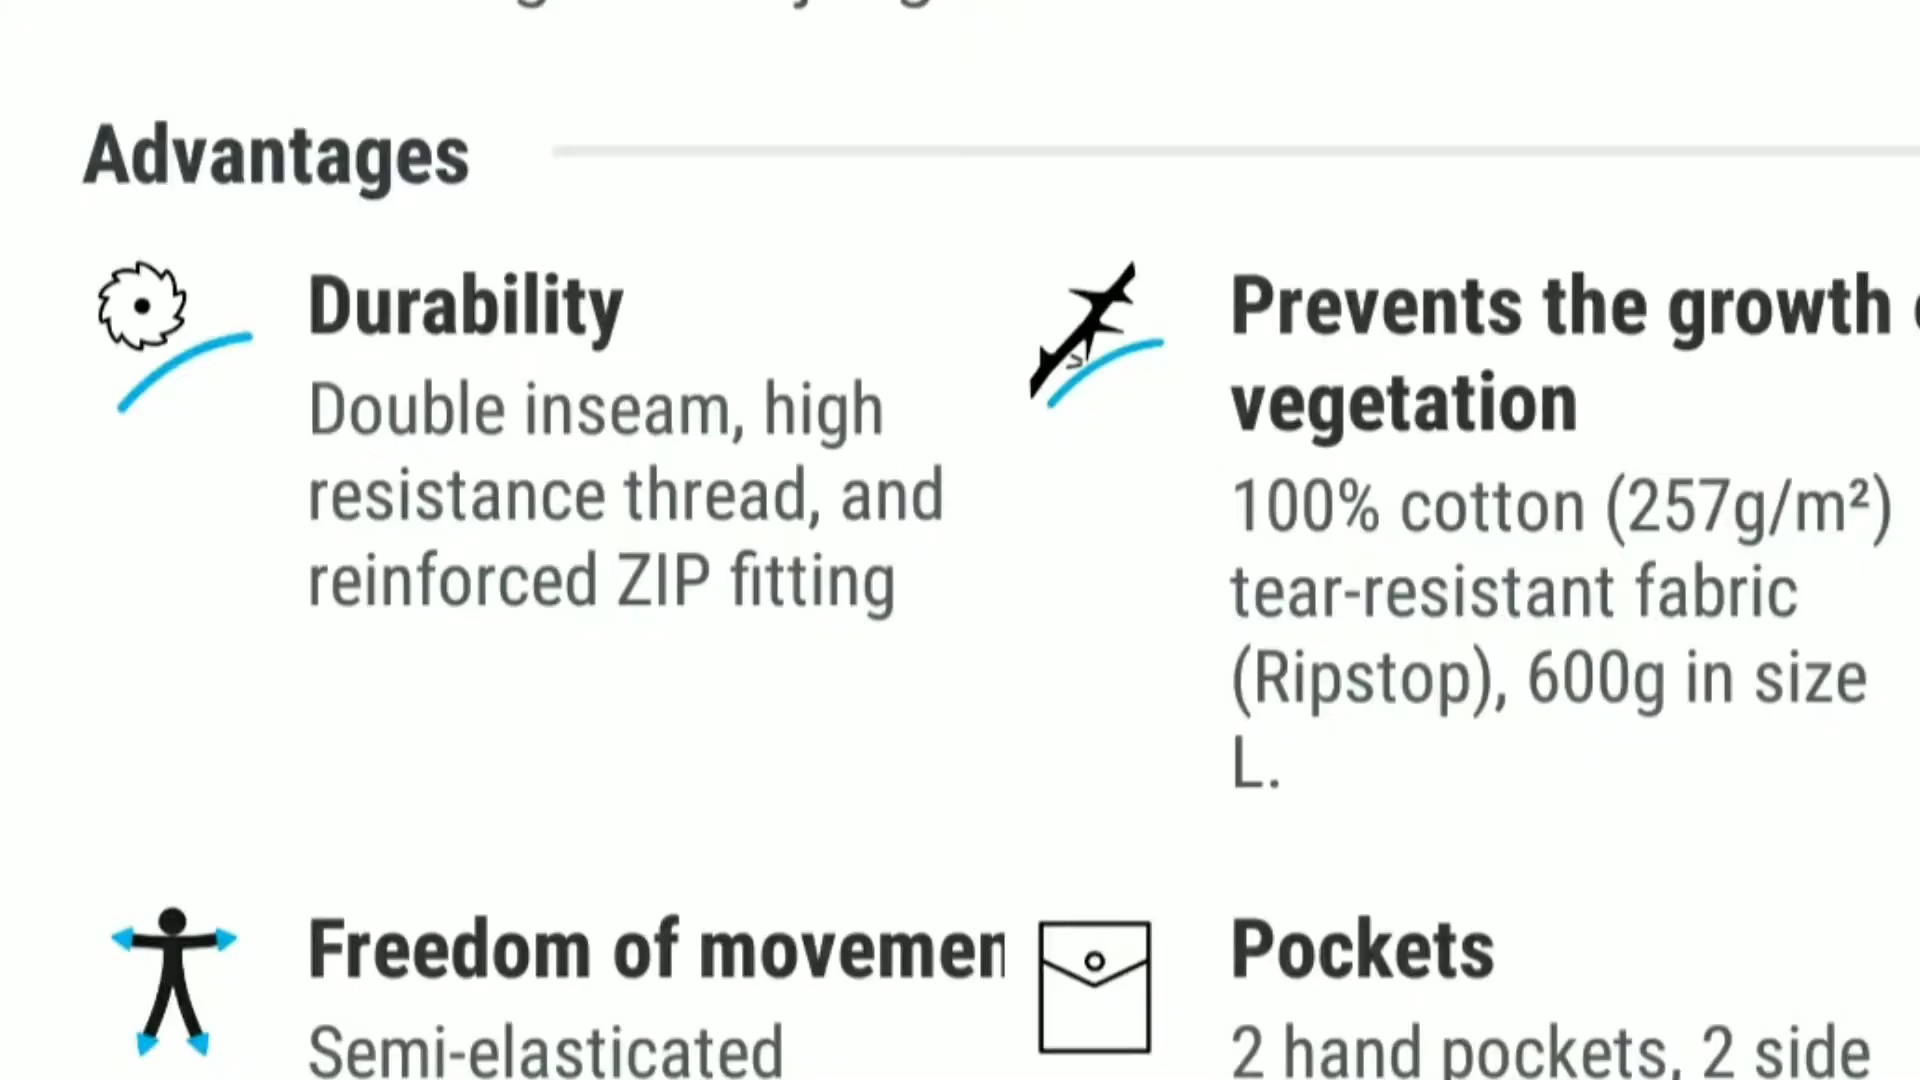 Advantages
Durability
Double inseam, high
resistance thread, and
reinforced ZIP fitting
Prevents the growth
vegetation
100% cotton (257g/m²)
tear-resistant fabric
(Ripstop), 600g in size
L.
Freedom of movemen
Semi-elasticated
Pockets
2 hand pockets, 2 side